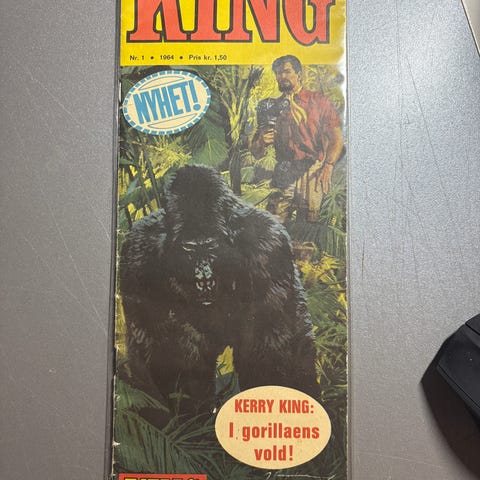 KING
Nr. 1 • 1964 • Pris kr. 1,50
NYHET!
KERRY KING:
I gorillaens
vold!